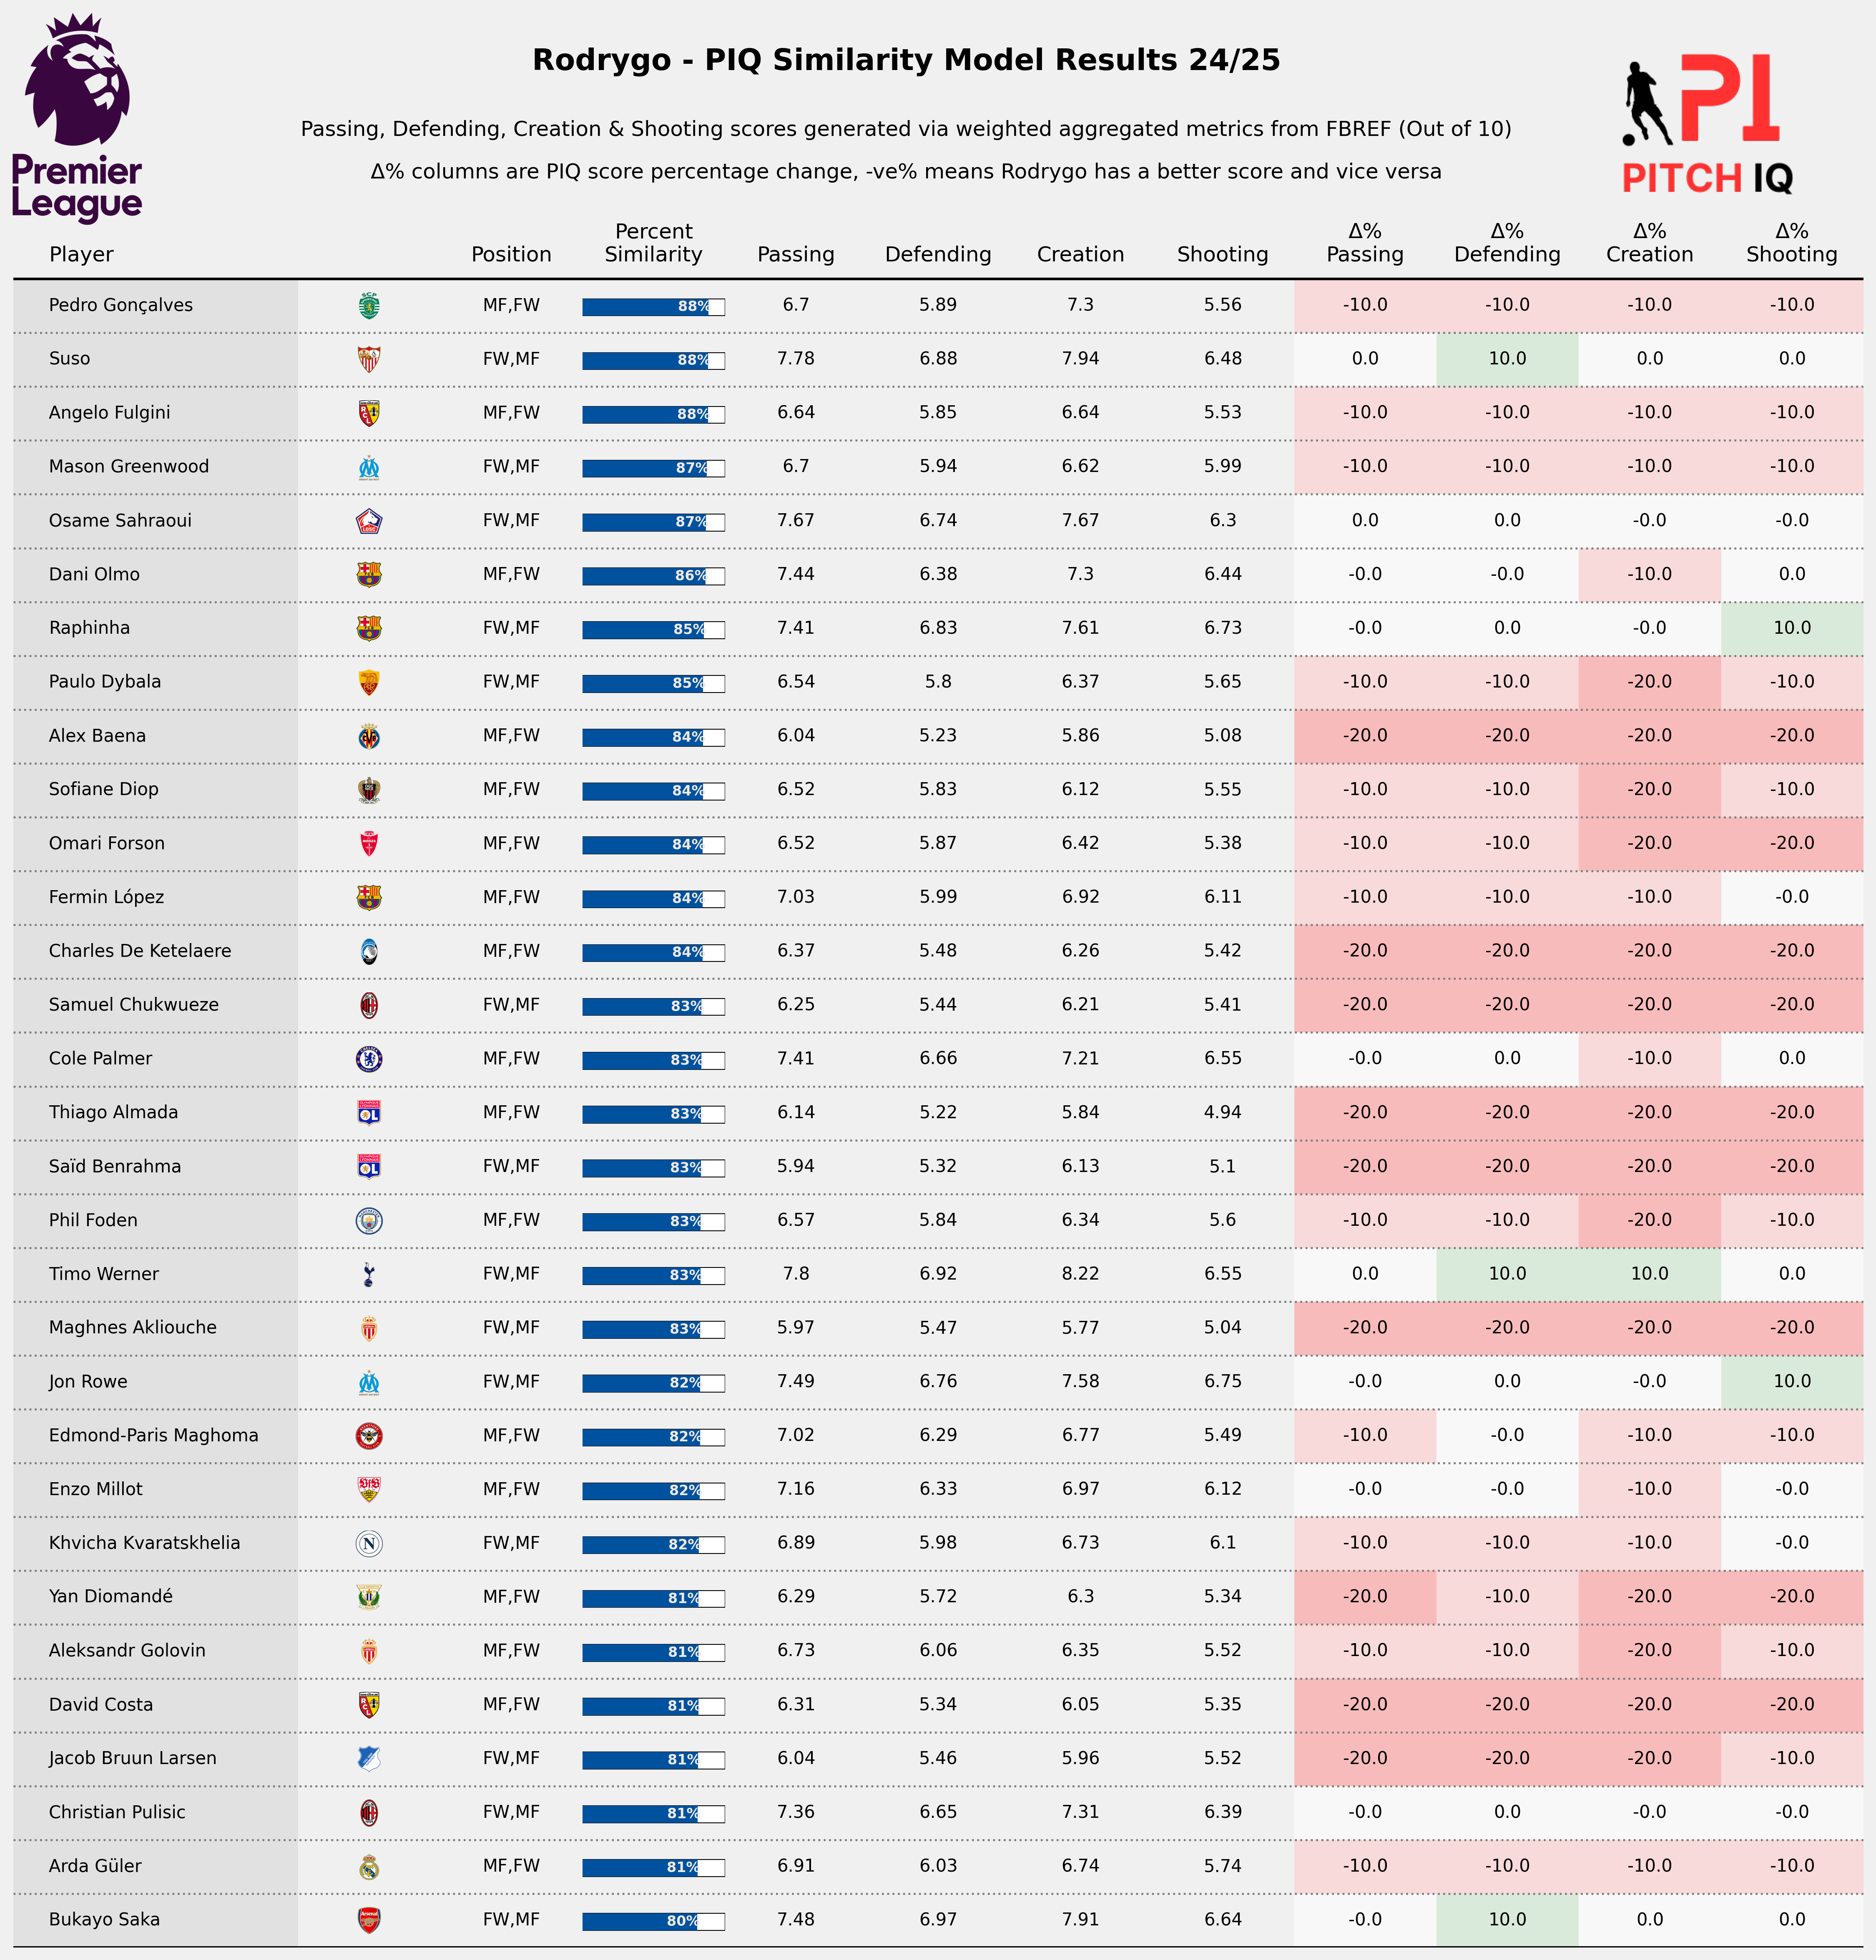 Rodrygo - PIQ Similarity Model Results 24/25
Passing, Defending, Creation & Shooting scores generated via weighted aggregated metrics from FBREF (Out of 10)
Δ% columns are PIQ score percentage change, -ve% means Rodrygo has a better score and vice versa
Premier
League
PI
PITCH IQ
Player Position Percent Similarity Passing Defending Creation Shooting Δ% Passing Δ% Defending Δ% Creation Δ% Shooting
Pedro Gonçalves MF,FW 88% 6.7 5.89 7.3 5.56 -10.0 -10.0 -10.0 -10.0
Suso FW,MF 88% 7.78 6.88 7.94 6.48 0.0 10.0 0.0 0.0
Angelo Fulgini MF,FW 88% 6.64 5.85 6.64 5.53 -10.0 -10.0 -10.0 -10.0
Mason Greenwood FW,MF 87% 6.7 5.94 6.62 5.99 -10.0 -10.0 -10.0 -10.0
Osame Sahraoui FW,MF 87% 7.67 6.74 7.67 6.3 0.0 0.0 -0.0 -0.0
Dani Olmo MF,FW 86% 7.44 6.38 7.3 6.44 -0.0 -0.0 -10.0 0.0
Raphinha FW,MF 85% 7.41 6.83 7.61 6.73 -0.0 0.0 -0.0 10.0
Paulo Dybala FW,MF 85% 6.54 5.8 6.37 5.65 -10.0 -10.0 -20.0 -10.0
Alex Baena MF,FW 84% 6.04 5.23 5.86 5.08 -20.0 -20.0 -20.0 -20.0
Sofiane Diop MF,FW 84% 6.52 5.83 6.12 5.55 -10.0 -10.0 -20.0 -10.0
Omari Forson MF,FW 84% 6.52 5.87 6.42 5.38 -10.0 -10.0 -20.0 -20.0
Fermin López MF,FW 84% 7.03 5.99 6.92 6.11 -10.0 -10.0 -10.0 -0.0
Charles De Ketelaere MF,FW 84% 6.37 5.48 6.26 5.42 -20.0 -20.0 -20.0 -20.0
Samuel Chukwueze FW,MF 83% 6.25 5.44 6.21 5.41 -20.0 -20.0 -20.0 -20.0
Cole Palmer MF,FW 83% 7.41 6.66 7.21 6.55 -0.0 0.0 -10.0 0.0
Thiago Almada MF,FW 83% 6.14 5.22 5.84 4.94 -20.0 -20.0 -20.0 -20.0
Saïd Benrahma FW,MF 83% 5.94 5.32 6.13 5.1 -20.0 -20.0 -20.0 -20.0
Phil Foden MF,FW 83% 6.57 5.84 6.34 5.6 -10.0 -10.0 -20.0 -10.0
Timo Werner FW,MF 83% 7.8 6.92 8.22 6.55 0.0 10.0 10.0 0.0
Maghnes Akliouche FW,MF 83% 5.97 5.47 5.77 5.04 -20.0 -20.0 -20.0 -20.0
Jon Rowe FW,MF 82% 7.49 6.76 7.58 6.75 -0.0 0.0 -0.0 10.0
Edmond-Paris Maghoma MF,FW 82% 7.02 6.29 6.77 5.49 -10.0 -0.0 -10.0 -10.0
Enzo Millot MF,FW 82% 7.16 6.33 6.97 6.12 -0.0 -0.0 -10.0 -0.0
Khvicha Kvaratskhelia FW,MF 82% 6.89 5.98 6.73 6.1 -10.0 -10.0 -10.0 -0.0
Yan Diomandé MF,FW 81% 6.29 5.72 6.3 5.34 -20.0 -10.0 -20.0 -20.0
Aleksandr Golovin MF,FW 81% 6.73 6.06 6.35 5.52 -10.0 -10.0 -20.0 -10.0
David Costa MF,FW 81% 6.31 5.34 6.05 5.35 -20.0 -20.0 -20.0 -20.0
Jacob Bruun Larsen FW,MF 81% 6.04 5.46 5.96 5.52 -20.0 -20.0 -20.0 -10.0
Christian Pulisic FW,MF 81% 7.36 6.65 7.31 6.39 -0.0 0.0 -0.0 -0.0
Arda Güler MF,FW 81% 6.91 6.03 6.74 5.74 -10.0 -10.0 -10.0 -10.0
Bukayo Saka FW,MF 80% 7.48 6.97 7.91 6.64 -0.0 10.0 0.0 0.0